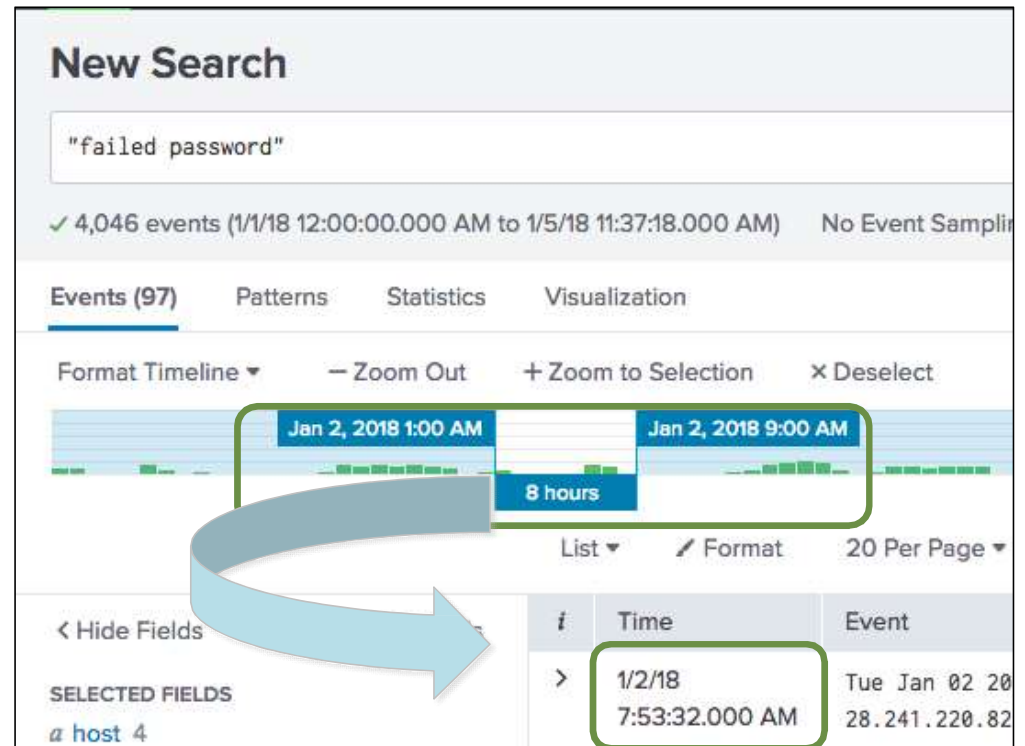 New Search
"failed password"
✓ 4,046 events (1/1/18 12:00:00.000 AM to 1/5/18 11:37:18.000 AM) No Event
Events (97) Patterns Statistics Visualization
Format Timeline ▾ — Zoom Out + Zoom to Selection × Deselect
Jan 2, 2018 1:00 AM Jan 2, 2018 9:00 AM
8 hours
List ▾ Format 20 Per Page ▾
< Hide Fields i Time Event
SELECTED FIELDS > 1/2/18 Tue Jan 02 20
a host 4 7:53:32.000 AM 28.241.220.82